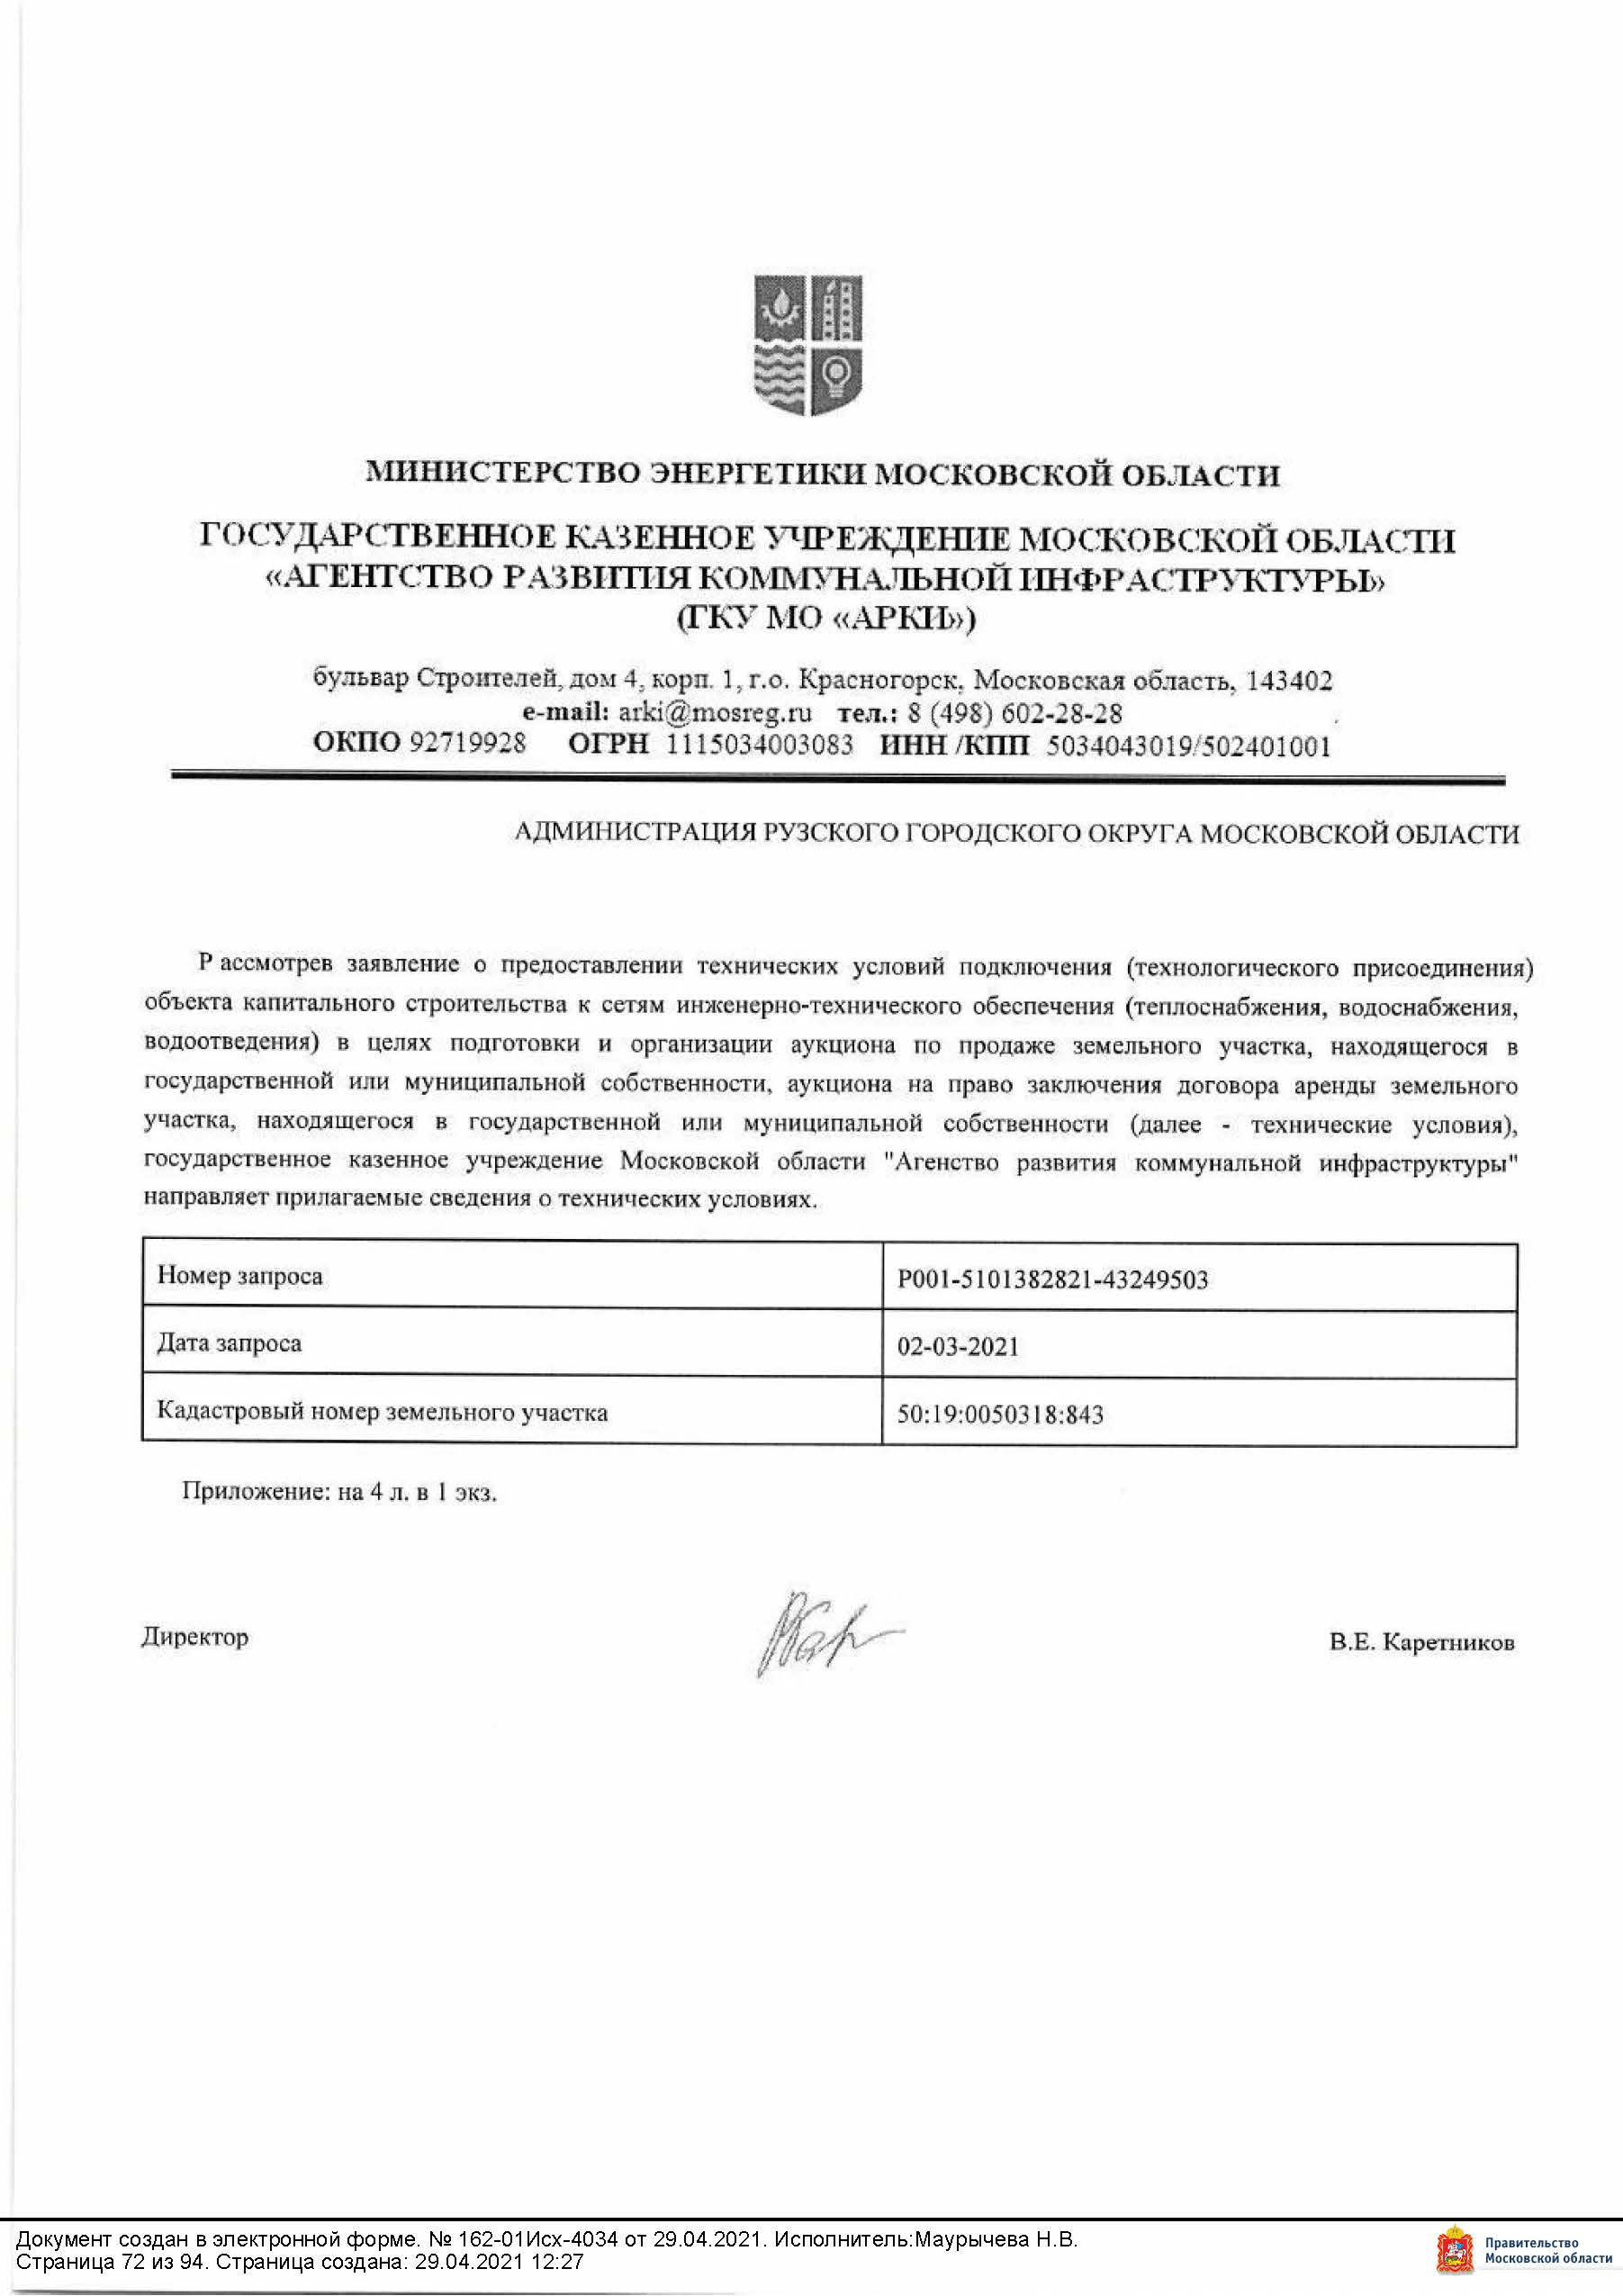 МИНИСТЕРСТВО ЭНЕРГЕТИКИ МОСКОВСКОЙ ОБЛАСТИ
ГОСУДАРСТВЕННОЕ КАЗЕННОЕ УЧРЕЖДЕНИЕ МОСКОВСКОЙ ОБЛАСТИ
«АГЕНТСТВО РАЗВИТИЯ КОММУНАЛЬНОЙ ИНФРАСТРУКТУРЫ»
(ГКУ МО «АРКИ»)
бульвар Строителей, дом 4, корп. 1, г.о. Красногорск, Московская область, 143402
e-mail: arki@mosreg.ru тел.: 8 (498) 602-28-28
ОКПО 92719928 ОГРН 1115034003083 ИНН /КПП 5034043019/502401001
АДМИНИСТРАЦИЯ РУЗСКОГО ГОРОДСКОГО ОКРУГА МОСКОВСКОЙ ОБЛАСТИ
Р ассмотрев заявление о предоставлении технических условий подключения (технологического присоединения)
объекта капитального строительства к сетям инженерно-технического обеспечения (теплоснабжения, водоснабжения,
водоотведения) в целях подготовки и организации аукциона по продаже земельного участка, находящегося в
государственной или муниципальной собственности, аукциона на право заключения договора аренды земельного
участка, находящегося в государственной или муниципальной собственности (далее - технические условия),
государственное казенное учреждение Московской области "Агенство развития коммунальной инфраструктуры"
направляет прилагаемые сведения о технических условиях.
Номер запроса P001-5101382821-43249503
Дата запроса 02-03-2021
Кадастровый номер земельного участка 50:19:0050318:843
Приложение: на 4 л. в 1 экз.
Директор В.Е. Каретников
Документ создан в электронной форме. № 162-01Исх-4034 от 29.04.2021. Исполнитель:Маурычева Н.В.
Страница 72 из 94. Страница создана: 29.04.2021 12:27
Правительство
Московской области